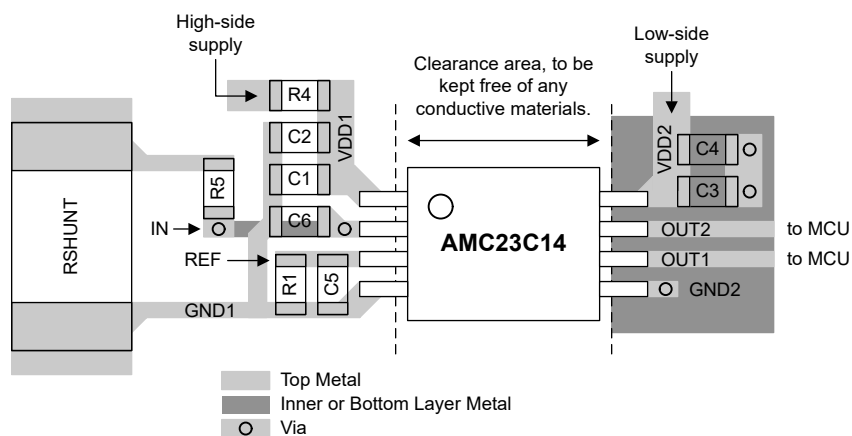 High-side
supply
Low-side
supply
Clearance area, to be
kept free of any
conductive materials.
R4
C2
VDD1
C1
R5
C6
IN
REF
RSHUNT
R1
C5
GND1
AMC23C14
VDD2
C4
C3
OUT2
to MCU
OUT1
to MCU
GND2
Top Metal
Inner or Bottom Layer Metal
Via